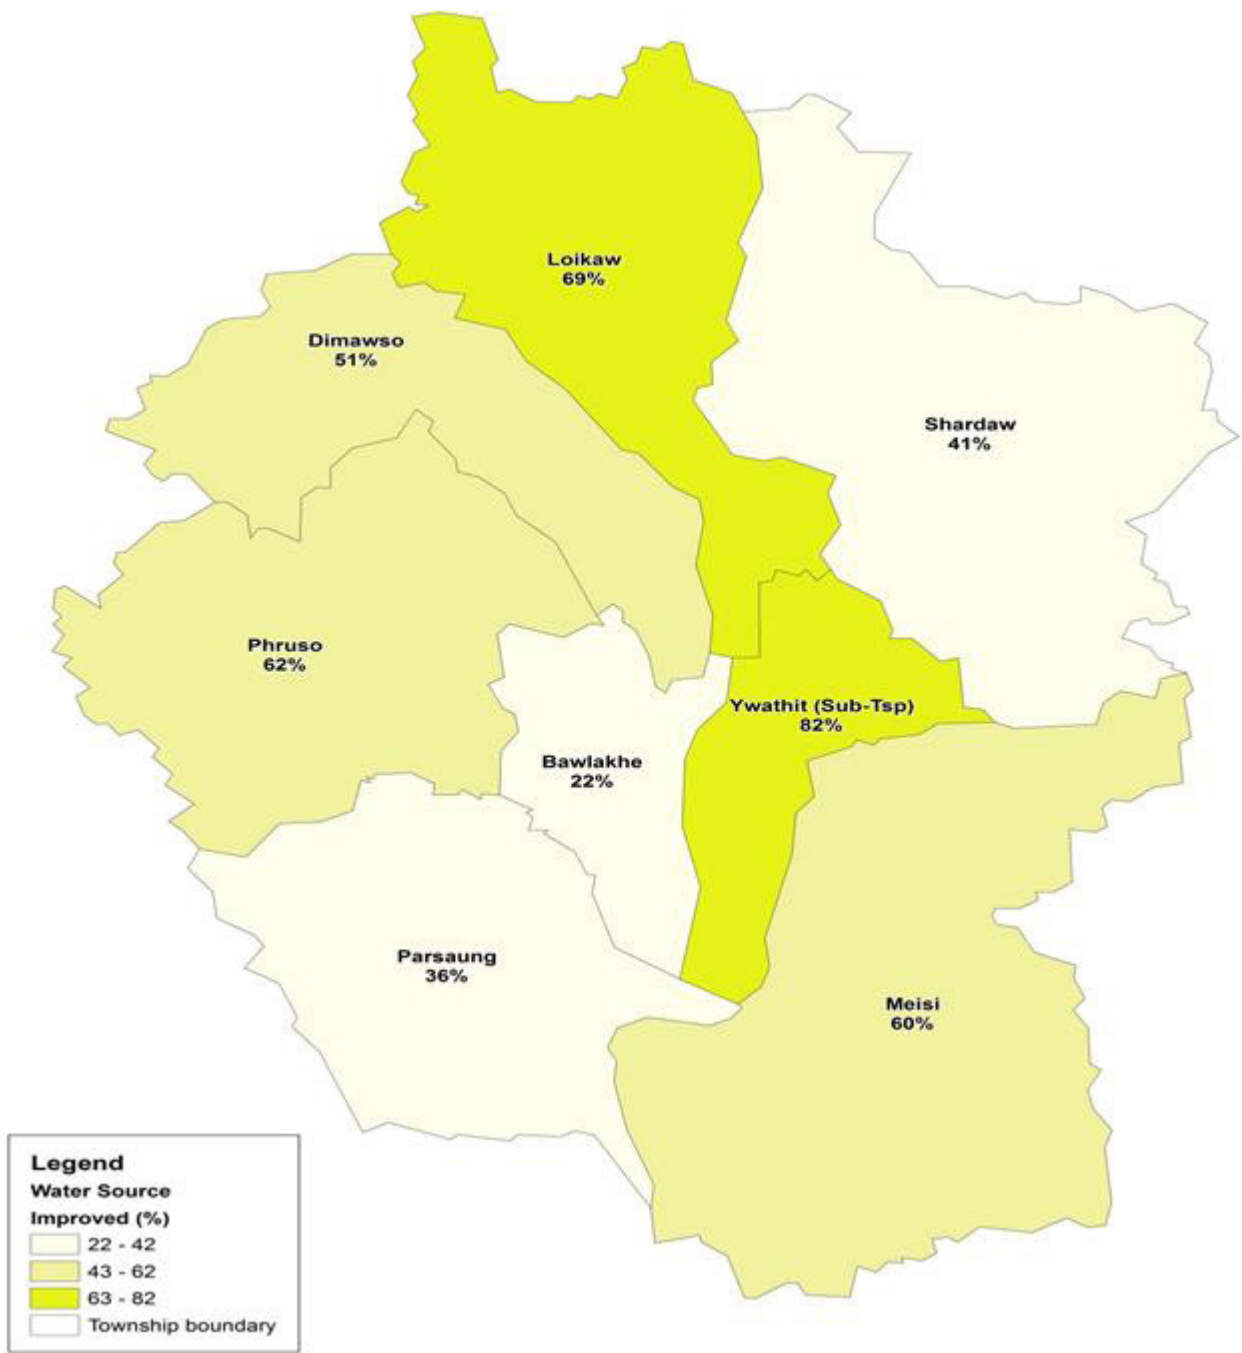 Loikaw
69%
Dimawso
51%
Shardaw
41%
Phruso
62%
Ywathit (Sub-Tsp)
82%
Bawlakhe
22%
Parsaung
36%
Meisi
60%
Legend
Water Source
Improved (%)
22 - 42
43 - 62
63 - 82
Township boundary